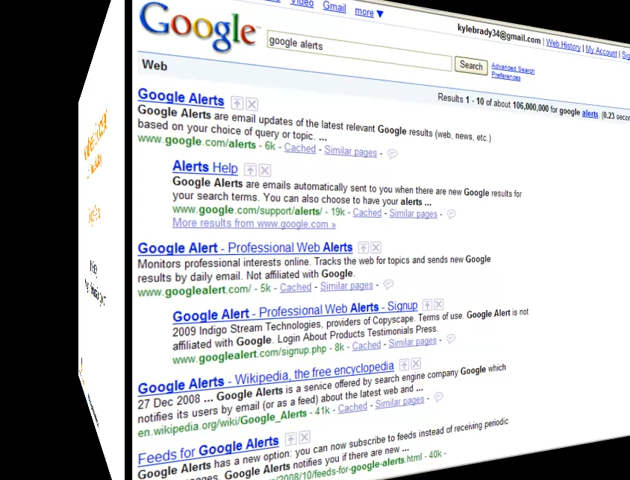 Video Gmail more ▼
kylebrady34@gmail.com | Web History | My Account | Sig
Google
google alerts
Search
Advanced Search
Preferences
Web
Results 1 - 10 of about 106,000,000 for google alerts (0.23 seco
Google Alerts
Google Alerts are email updates of the latest relevant Google results (web, news, etc.)
based on your choice of query or topic. ...
www.google.com/alerts - 6k - Cached - Similar pages -
Alerts Help
Google Alerts are emails automatically sent to you when there are new Google results for
your search terms. You can also choose to have your alerts ...
www.google.com/support/alerts/ - 19k - Cached - Similar pages -
More results from www.google.com »
Google Alert - Professional Web Alerts
Monitors professional interests online. Tracks the web for topics and sends new Google
results by daily email. Not affiliated with Google.
www.googlealert.com/ - 5k - Cached - Similar pages -
Google Alert - Professional Web Alerts - Signup
2009 Indigo Stream Technologies, providers of Copyscape. Terms of use. Google Alert is not
affiliated with Google. Login About Products Testimonials Press.
www.googlealert.com/signup.php - 8k - Cached - Similar pages -
Google Alerts - Wikipedia, the free encyclopedia
27 Dec 2008 ... Google Alerts is a service offered by search engine company Google which
notifies its users by email (or as a feed) about the latest web and ...
en.wikipedia.org/wiki/Google_Alerts - 41k - Cached - Similar pages -
Feeds for Google Alerts
Google Alerts has a new option: you can now subscribe to feeds instead of receiving periodic
messages. Google Alerts notifies you if there are new ...
/2008/10/feeds-for-google-alerts.html - 40k -